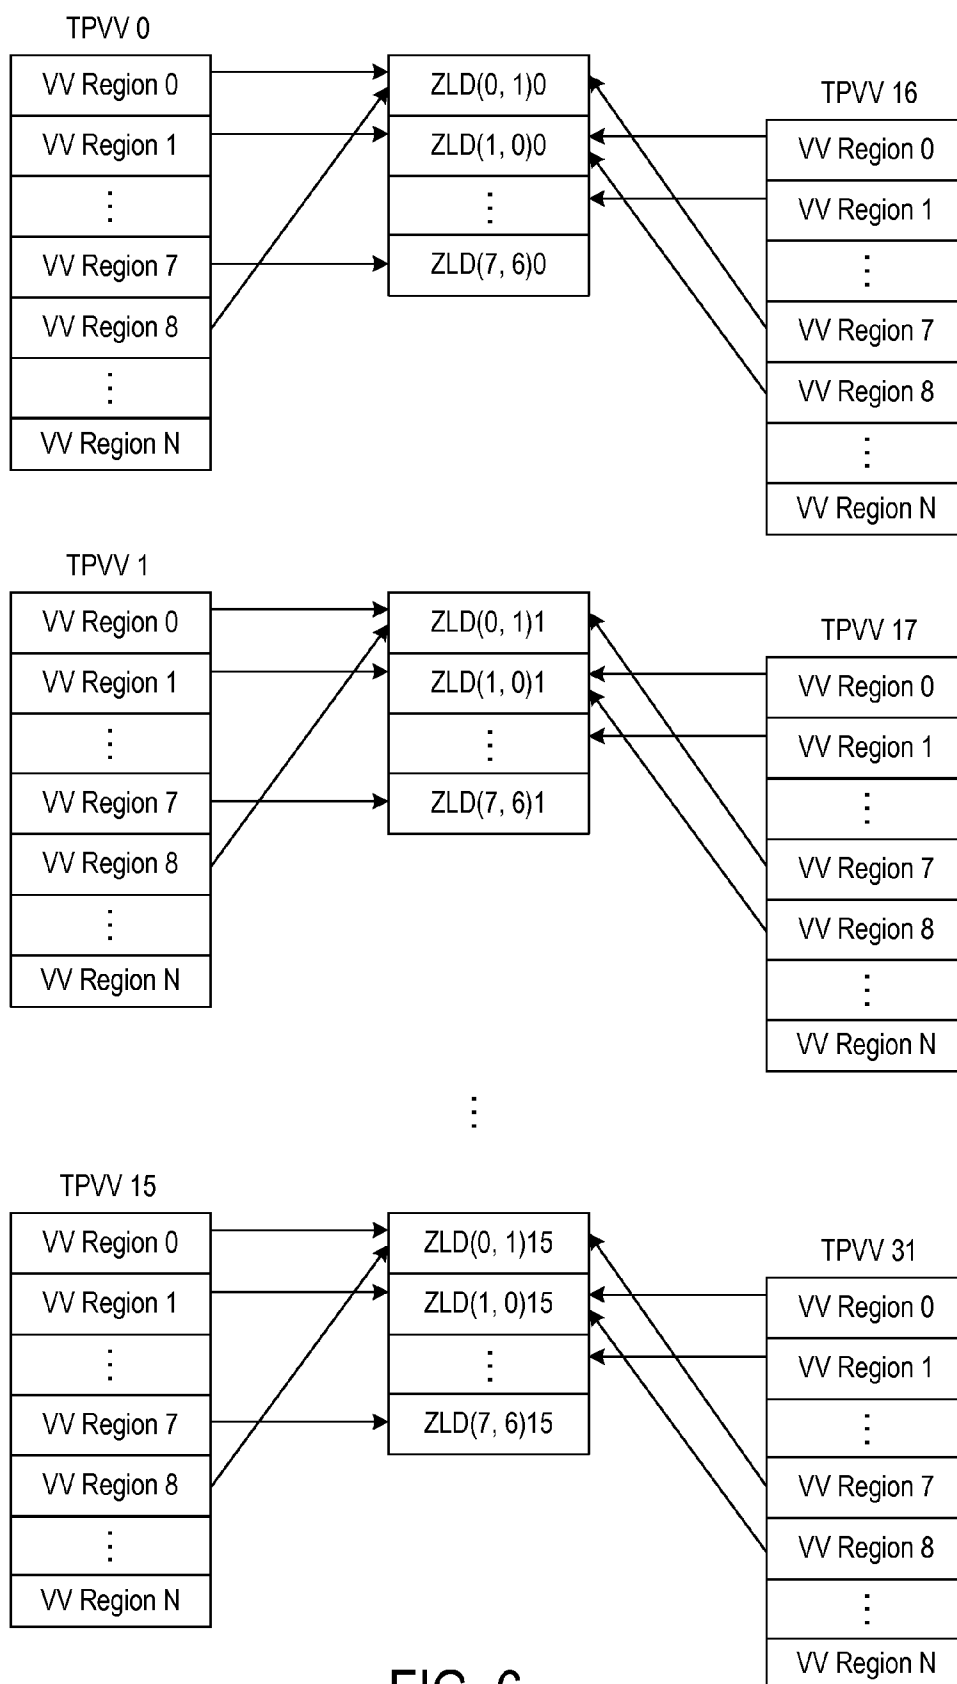 TPVV 0
VV Region 0
VV Region 1
⋮
VV Region 7
VV Region 8
⋮
VV Region N
ZLD(0, 1)0
ZLD(1, 0)0
⋮
ZLD(7, 6)0
TPVV 16
VV Region 0
VV Region 1
⋮
VV Region 7
VV Region 8
⋮
VV Region N
TPVV 1
VV Region 0
VV Region 1
⋮
VV Region 7
VV Region 8
⋮
VV Region N
ZLD(0, 1)1
ZLD(1, 0)1
⋮
ZLD(7, 6)1
TPVV 17
VV Region 0
VV Region 1
⋮
VV Region 7
VV Region 8
⋮
VV Region N
⋮
TPVV 15
VV Region 0
VV Region 1
⋮
VV Region 7
VV Region 8
⋮
VV Region N
ZLD(0, 1)15
ZLD(1, 0)15
⋮
ZLD(7, 6)15
TPVV 31
VV Region 0
VV Region 1
⋮
VV Region 7
VV Region 8
⋮
VV Region N
FIG. 6